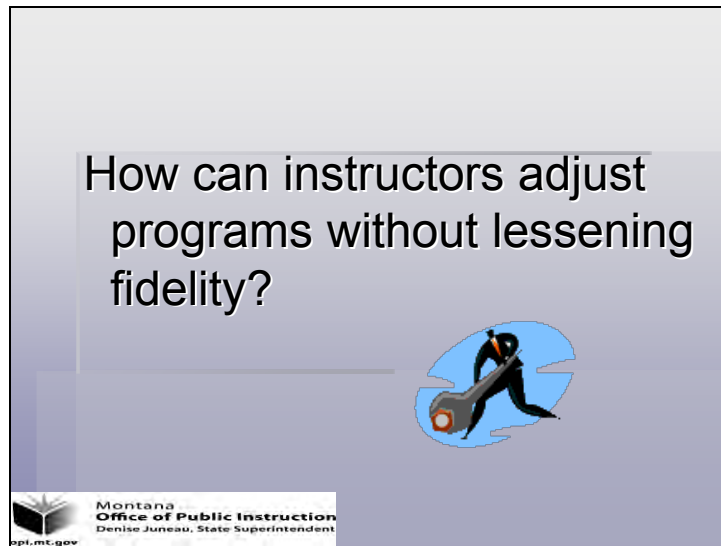 How can instructors adjust
programs without lessening
fidelity?
Montana
Office of Public Instruction
Denise Juneau, State Superintendent
opi.mt.gov